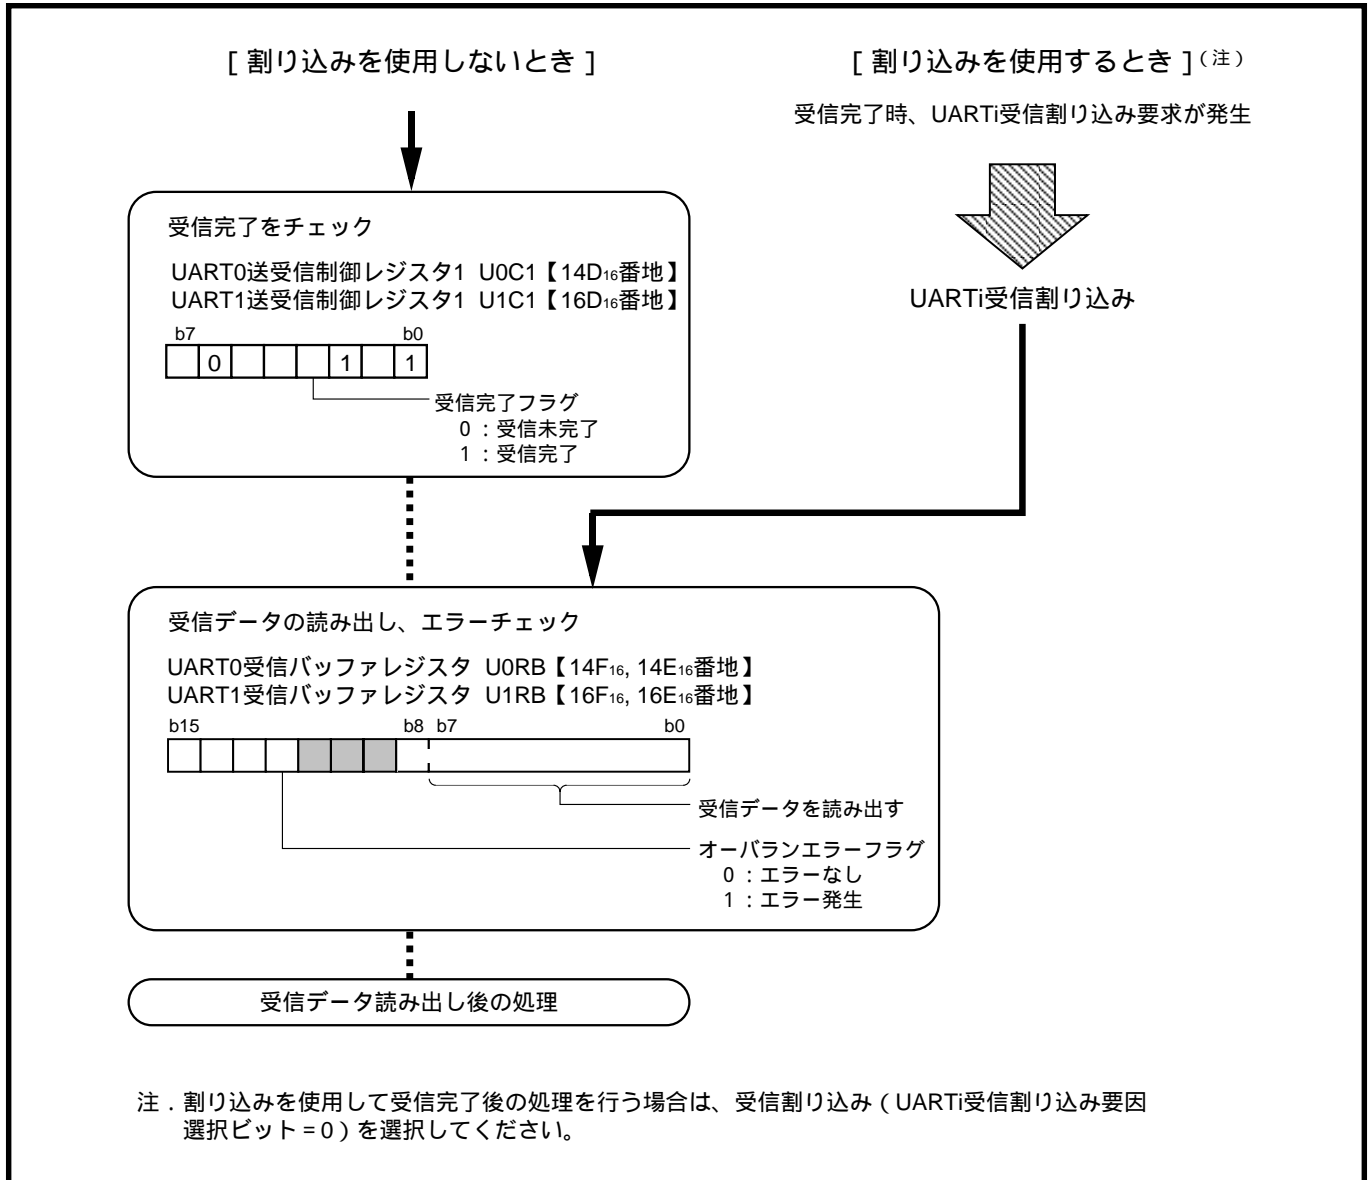 [ 割り込みを使用しないとき ]
[ 割り込みを使用するとき ](注)
受信完了時、UARTi受信割り込み要求が発生
受信完了をチェック
UART0送受信制御レジスタ1 U0C1【14D16番地】
UART1送受信制御レジスタ1 U1C1【16D16番地】
b7 b0
0 1 1
受信完了フラグ
0 : 受信未完了
1 : 受信完了
UARTi受信割り込み
受信データの読み出し、エラーチェック
UART0受信バッファレジスタ U0RB【14F16, 14E16番地】
UART1受信バッファレジスタ U1RB【16F16, 16E16番地】
b15 b8 b7 b0
受信データを読み出す
オーバランエラーフラグ
0 : エラーなし
1 : エラー発生
受信データ読み出し後の処理
注 . 割り込みを使用して受信完了後の処理を行う場合は、受信割り込み ( UARTi受信割り込み要因
選択ビット = 0 ) を選択してください。